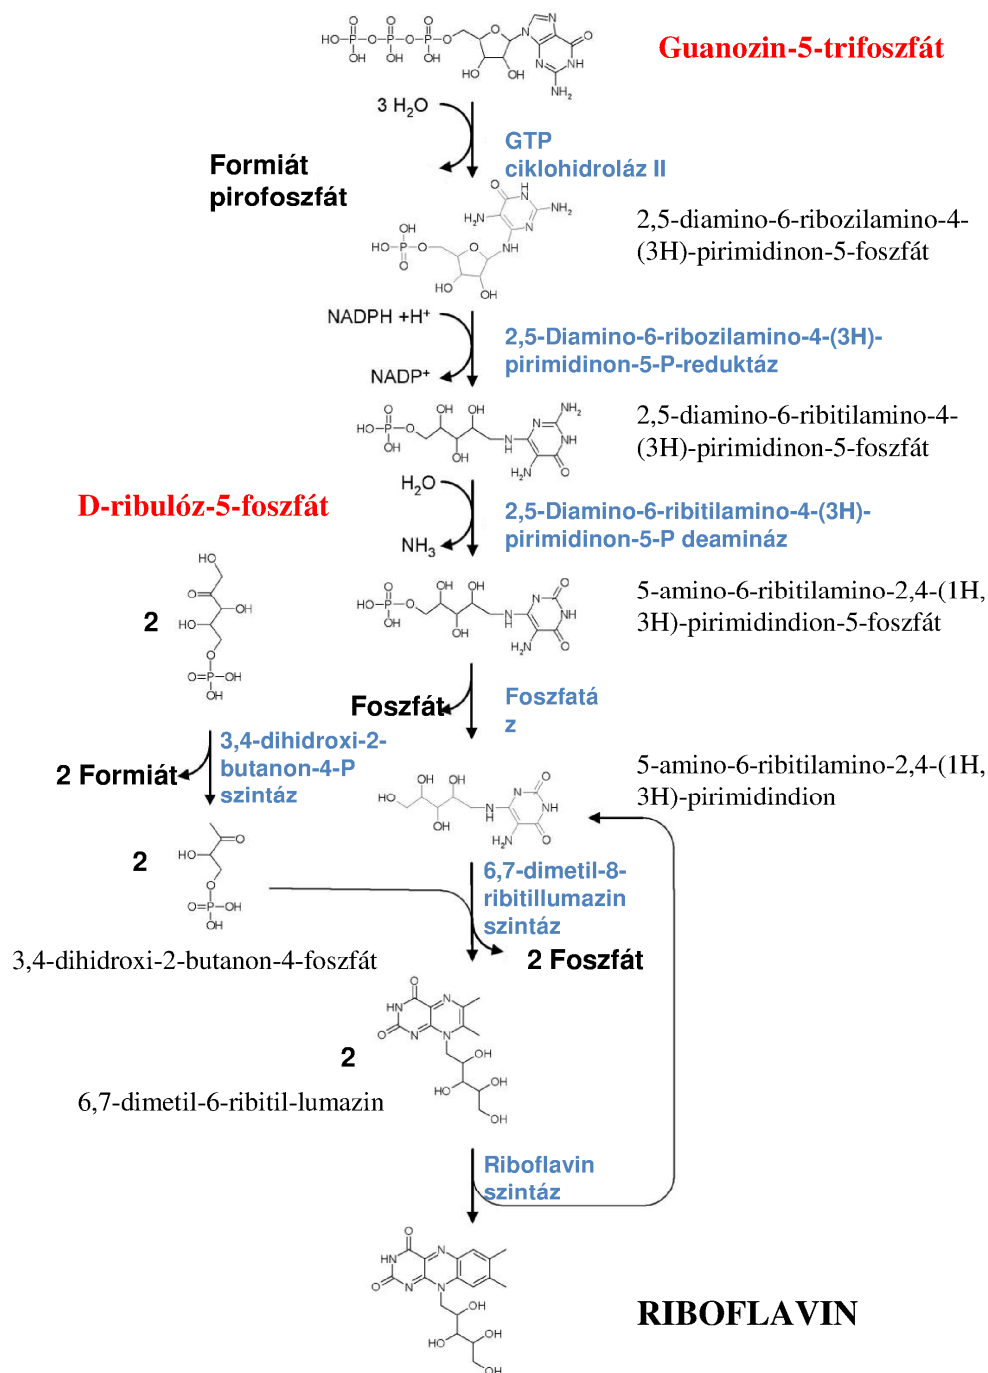 Guanozin-5-trifoszfát
3 H2O
GTP
ciklohidroláz II
Formiát
pirofoszfát
2,5-diamino-6-ribozilamino-4-
(3H)-pirimidinon-5-foszfát
NADPH +H+
2,5-Diamino-6-ribozilamino-4-(3H)-
pirimidinon-5-P-reduktáz
NADP+
2,5-diamino-6-ribitilamino-4-
(3H)-pirimidinon-5-foszfát
H2O
D-ribulóz-5-foszfát
2,5-Diamino-6-ribitilamino-4-(3H)-
pirimidinon-5-P deamináz
NH3
5-amino-6-ribitilamino-2,4-(1H,
3H)-pirimidindion-5-foszfát
2
Foszfát
Foszfatá
z
3,4-dihidroxi-2-
butanon-4-P
szintáz
2 Formiát
5-amino-6-ribitilamino-2,4-(1H,
3H)-pirimidindion
2
6,7-dimetil-8-
ribitillumazin
szintáz
2 Foszfát
3,4-dihidroxi-2-butanon-4-foszfát
2
6,7-dimetil-6-ribitil-lumazin
Riboflavin
szintáz
RIBOFLAVIN